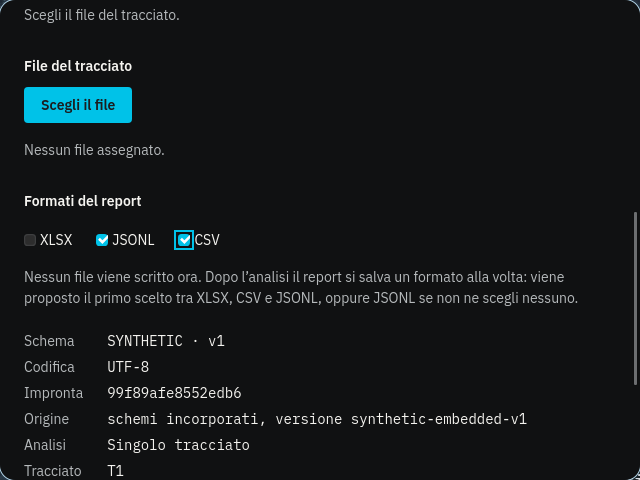 Scegli il file del tracciato.
File del tracciato
Scegli il file
Nessun file assegnato.
Formati del report
XLSX JSONL CSV
Nessun file viene scritto ora. Dopo l’analisi il report si salva un formato alla volta: viene
proposto il primo scelto tra XLSX, CSV e JSONL, oppure JSONL se non ne scegli nessuno.
Schema SYNTHETIC · v1
Codifica UTF-8
Impronta 99f89afe8552edb6
Origine schemi incorporati, versione synthetic-embedded-v1
Analisi Singolo tracciato
Tracciato T1